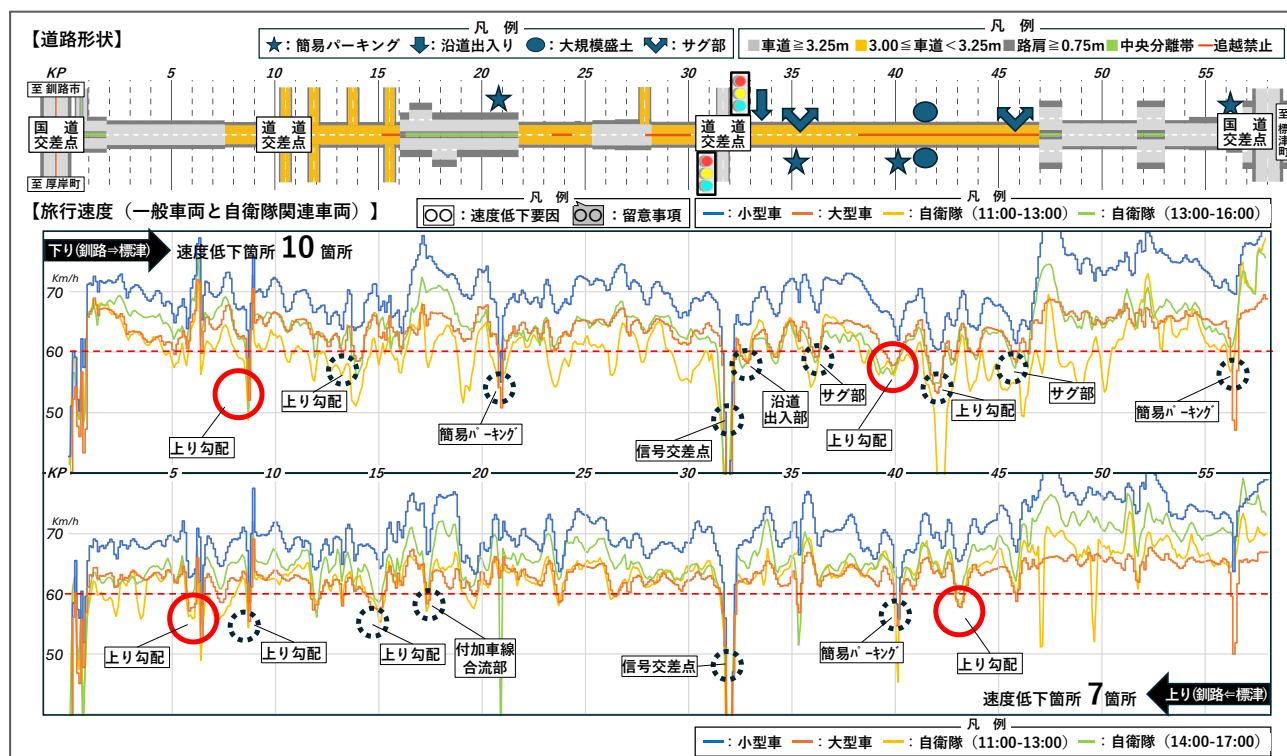 【道路形状】
凡 例
★：簡易パーキング ：沿道出入り ：大規模盛土 ：サグ部
凡 例
：車道≧3.25m ：3.00≦車道＜3.25m ：路肩≧0.75m ：中央分離帯 ：追越禁止
KP 5 10 15 20 25 30 35 40 45 50 55
至 釧路市
国 道
交差点
至 厚岸町
道 道
交差点
道 道
交差点
国 道
交差点
至 標津町
【旅行速度（一般車両と自衛隊関連車両）】
凡 例
：速度低下要因 ：留意事項
凡 例
：小型車 ：大型車 ：自衛隊（11:00-13:00） ：自衛隊（13:00-16:00）
下り(釧路⇒標津)
速度低下箇所 10 箇所
Km/h
70
60
50
上り勾配
上り勾配
簡易ﾊﾟｰｷﾝｸﾞ
信号交差点
沿道
出入部
サグ部
上り勾配
上り勾配
サグ部
簡易ﾊﾟｰｷﾝｸﾞ
KP 5 10 15 20 25 30 35 40 45 50 55
Km/h
70
60
50
上り勾配
上り勾配
上り勾配
付加車線
合流部
信号交差点
簡易ﾊﾟｰｷﾝｸﾞ
上り勾配
速度低下箇所 7箇所
上り(釧路⇐標津)
凡 例
：小型車 ：大型車 ：自衛隊（11:00-13:00） ：自衛隊（14:00-17:00）